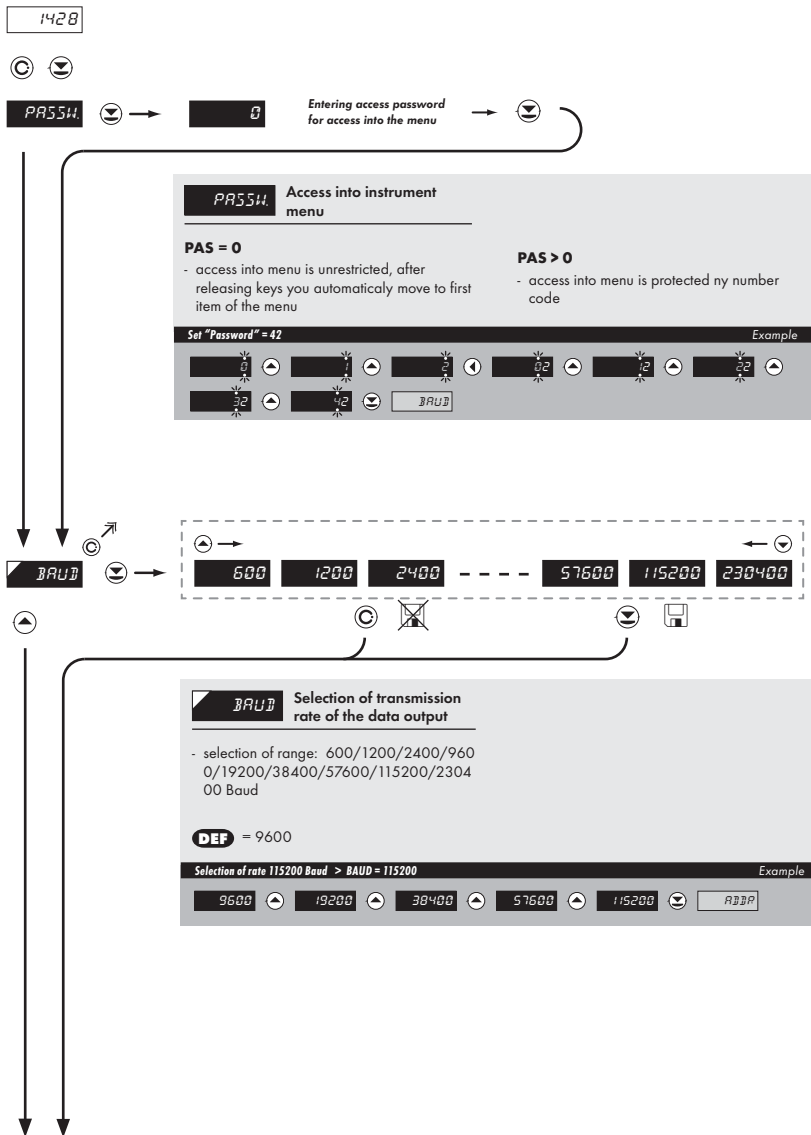 1428
PASSW.
0
Entering access password
for access into the menu
PASSW.
Access into instrument
menu
PAS = 0
- access into menu is unrestricted, after
releasing keys you automaticaly move to first
item of the menu
PAS > 0
- access into menu is protected ny number
code
Set "Password" = 42 Example
0 1 2 02 12 22
32 42 BAUD
BAUD 600 1200 2400 57600 115200 230400
BAUD
Selection of transmission
rate of the data output
- selection of range: 600/1200/2400/960
0/19200/38400/57600/115200/2304
00 Baud
DEF = 9600
Selection of rate 115200 Baud > BAUD = 115200 Example
9600 19200 38400 57600 115200 ADDR